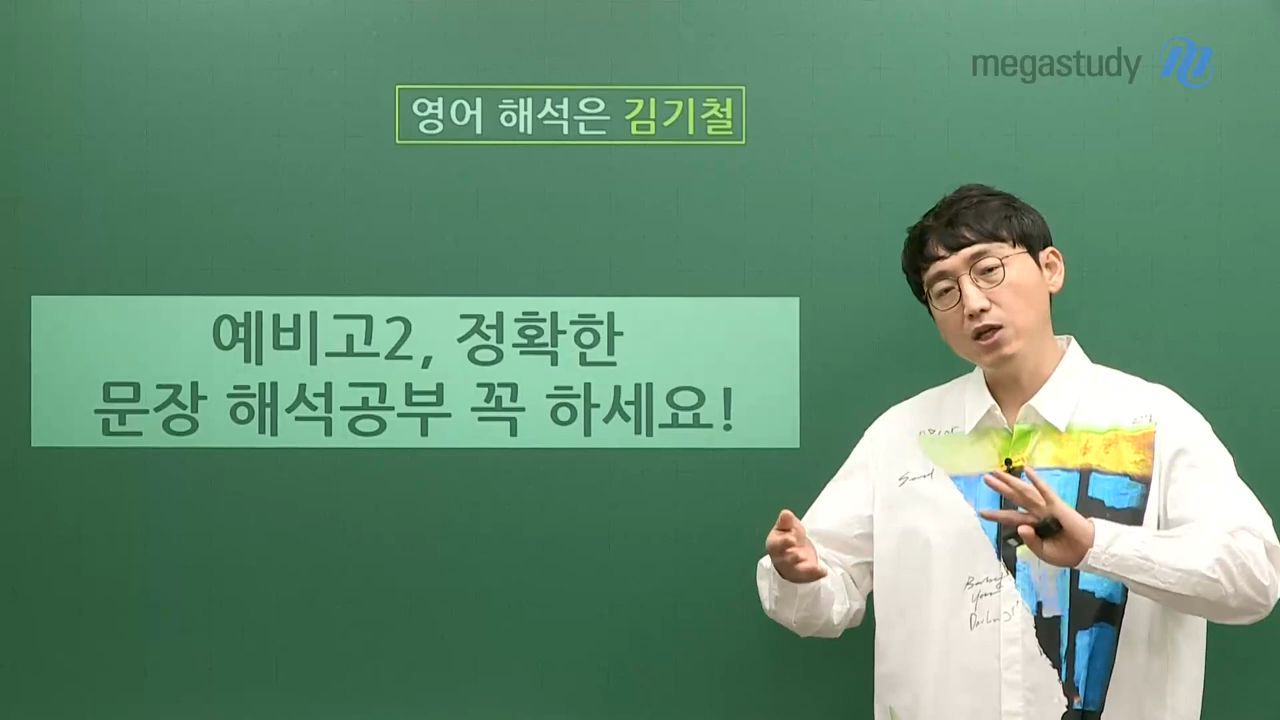 megastudy
영어 해석은 김기철
예비고2, 정확한
문장 해석공부 꼭 하세요!